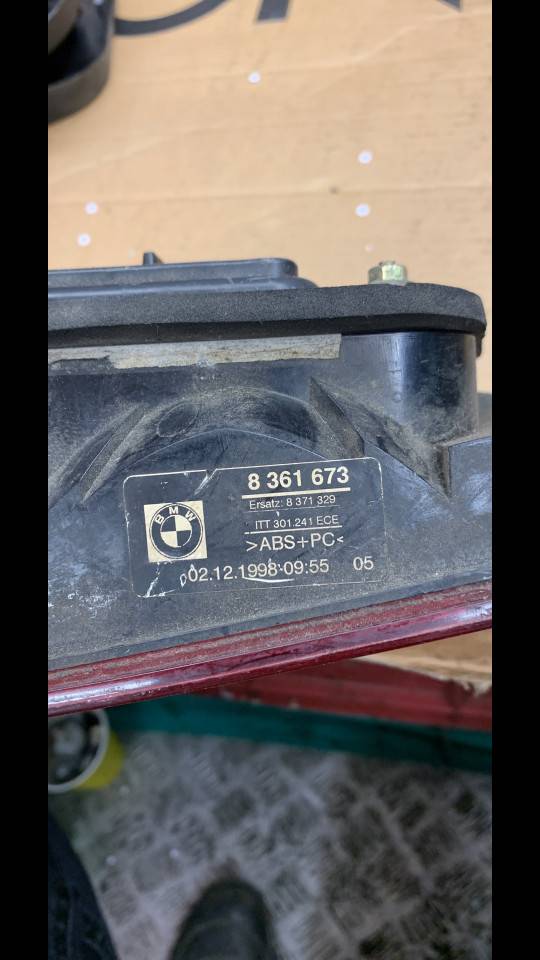 8 361 673
Ersatz: 8 371 329
BMW
ITT 301.241 ECE
>ABS+PC<
02.12.1998 09:55 05